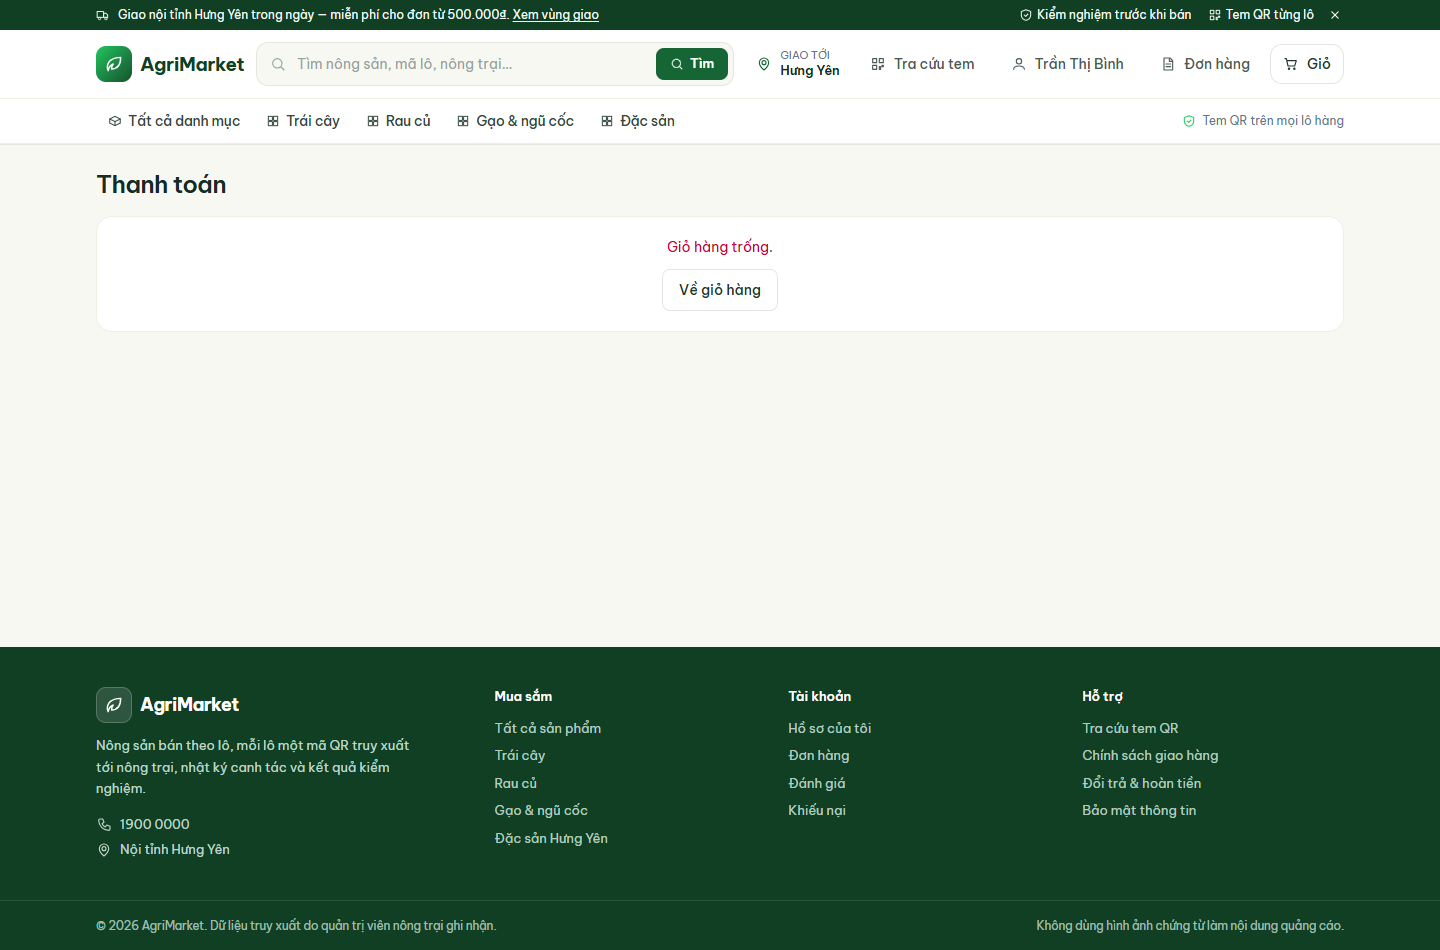 Giao nội tỉnh Hưng Yên trong ngày — miễn phí cho đơn từ 500.000₫. Xem vùng giao
Kiểm nghiệm trước khi bán
Tem QR từng lô
AgriMarket
Tìm nông sản, mã lô, nông trại...
Tìm
GIAO TỚI
Hưng Yên
Tra cứu tem
Trần Thị Bình
Đơn hàng
Giỏ
Tất cả danh mục
Trái cây
Rau củ
Gạo & ngũ cốc
Đặc sản
Tem QR trên mọi lô hàng
Thanh toán
Giỏ hàng trống.
Về giỏ hàng
AgriMarket
Nông sản bán theo lô, mỗi lô một mã QR truy xuất
tới nông trại, nhật ký canh tác và kết quả kiểm
nghiệm.
1900 0000
Nội tỉnh Hưng Yên
Mua sắm
Tất cả sản phẩm
Trái cây
Rau củ
Gạo & ngũ cốc
Đặc sản Hưng Yên
Tài khoản
Hồ sơ của tôi
Đơn hàng
Đánh giá
Khiếu nại
Hỗ trợ
Tra cứu tem QR
Chính sách giao hàng
Đổi trả & hoàn tiền
Bảo mật thông tin
© 2026 AgriMarket. Dữ liệu truy xuất do quản trị viên nông trại ghi nhận.
Không dùng hình ảnh chứng từ làm nội dung quảng cáo.